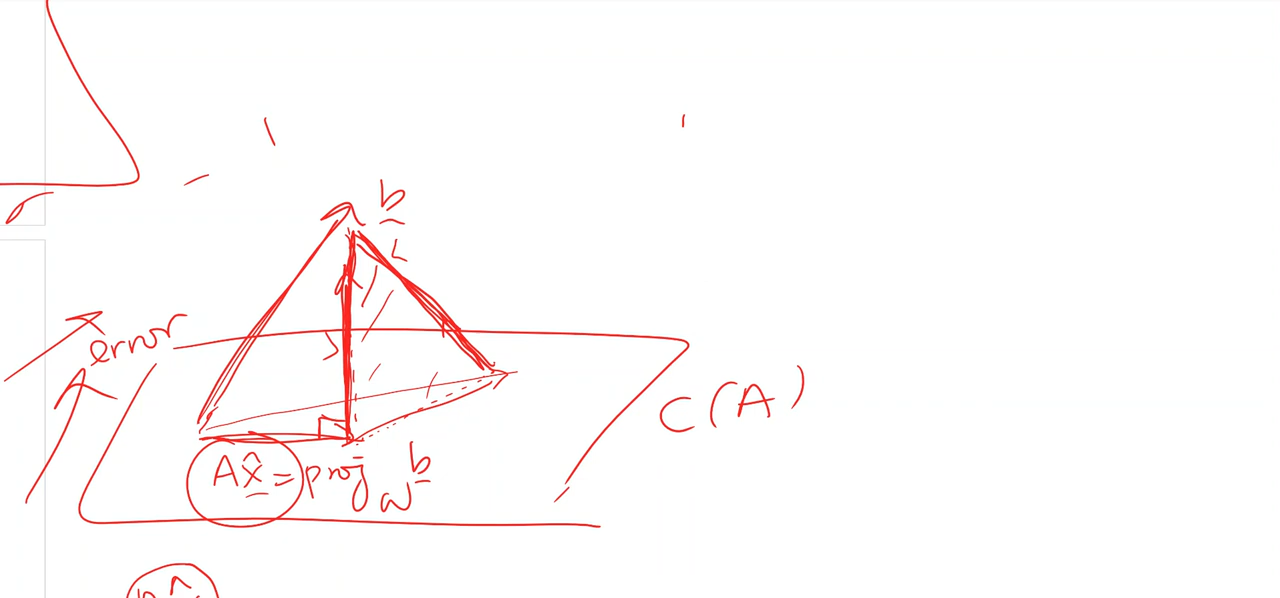 b
error
C(A)
Ax̂ = proj_W b